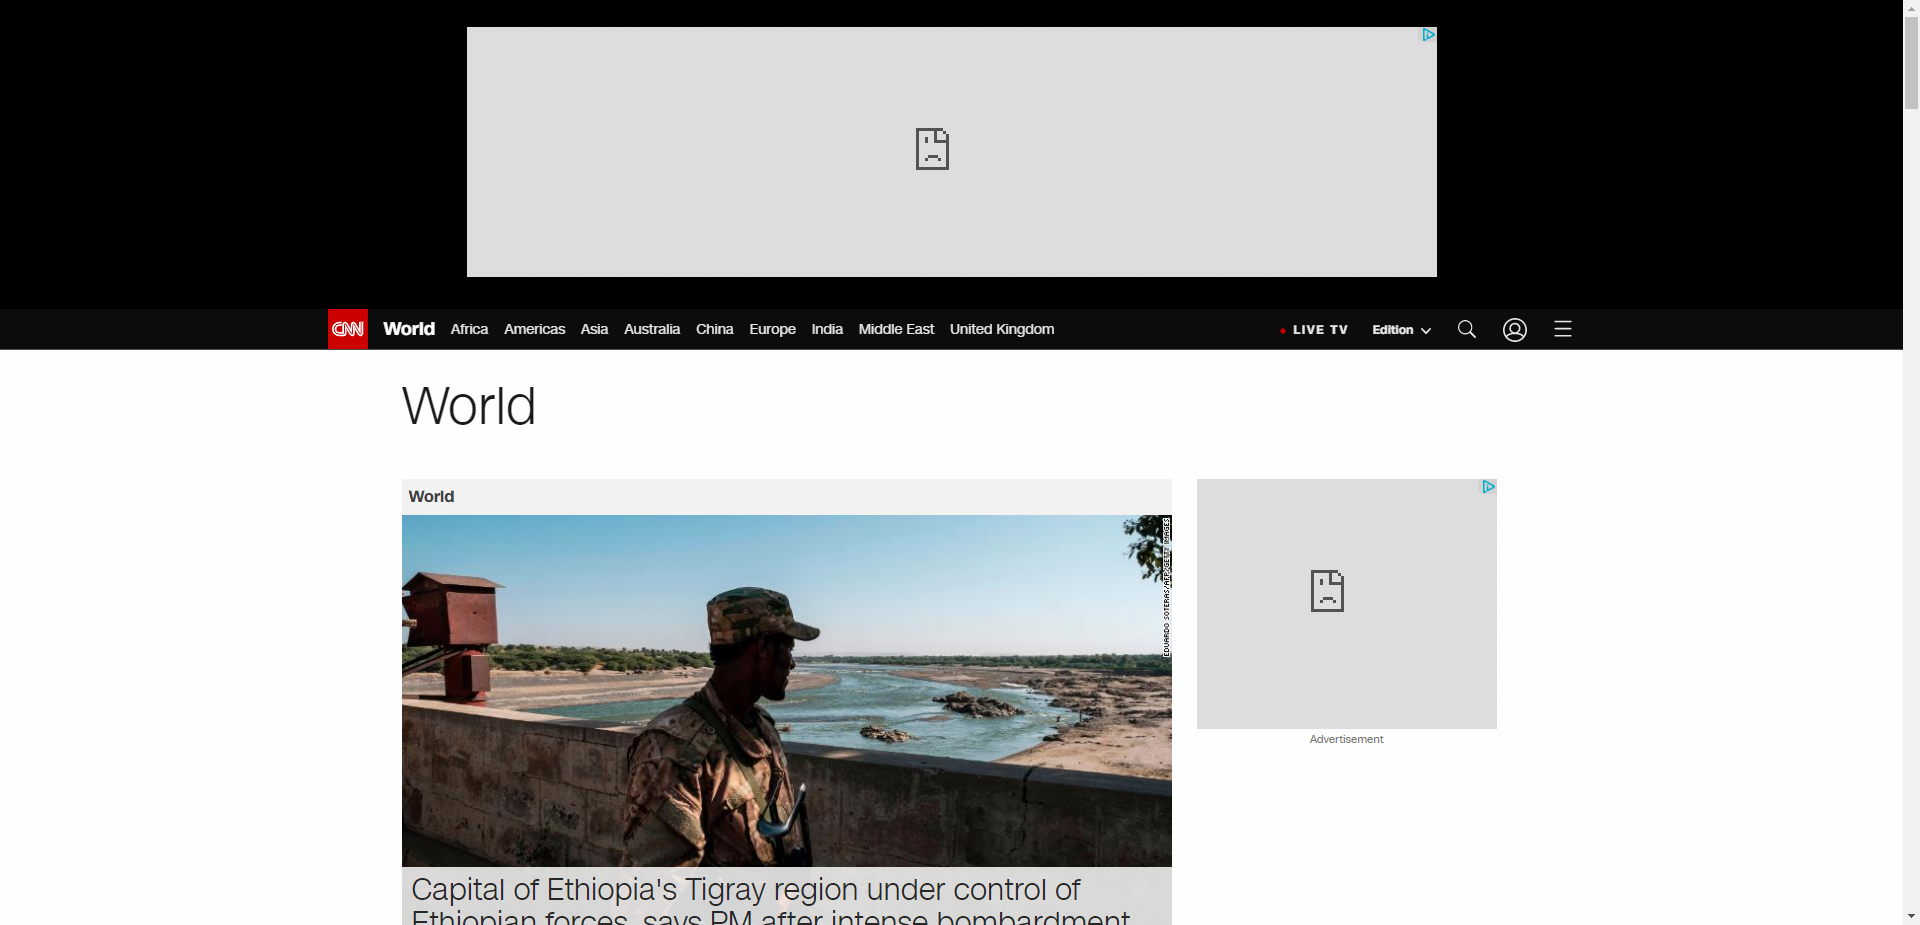 CNN World Africa Americas Asia Australia China Europe India Middle East United Kingdom LIVE TV Edition
World
World
EDUARDO SOTERAS/AFP/GETTY IMAGES
Advertisement
Capital of Ethiopia's Tigray region under control of
Ethiopian forces, says PM after intense bombardment